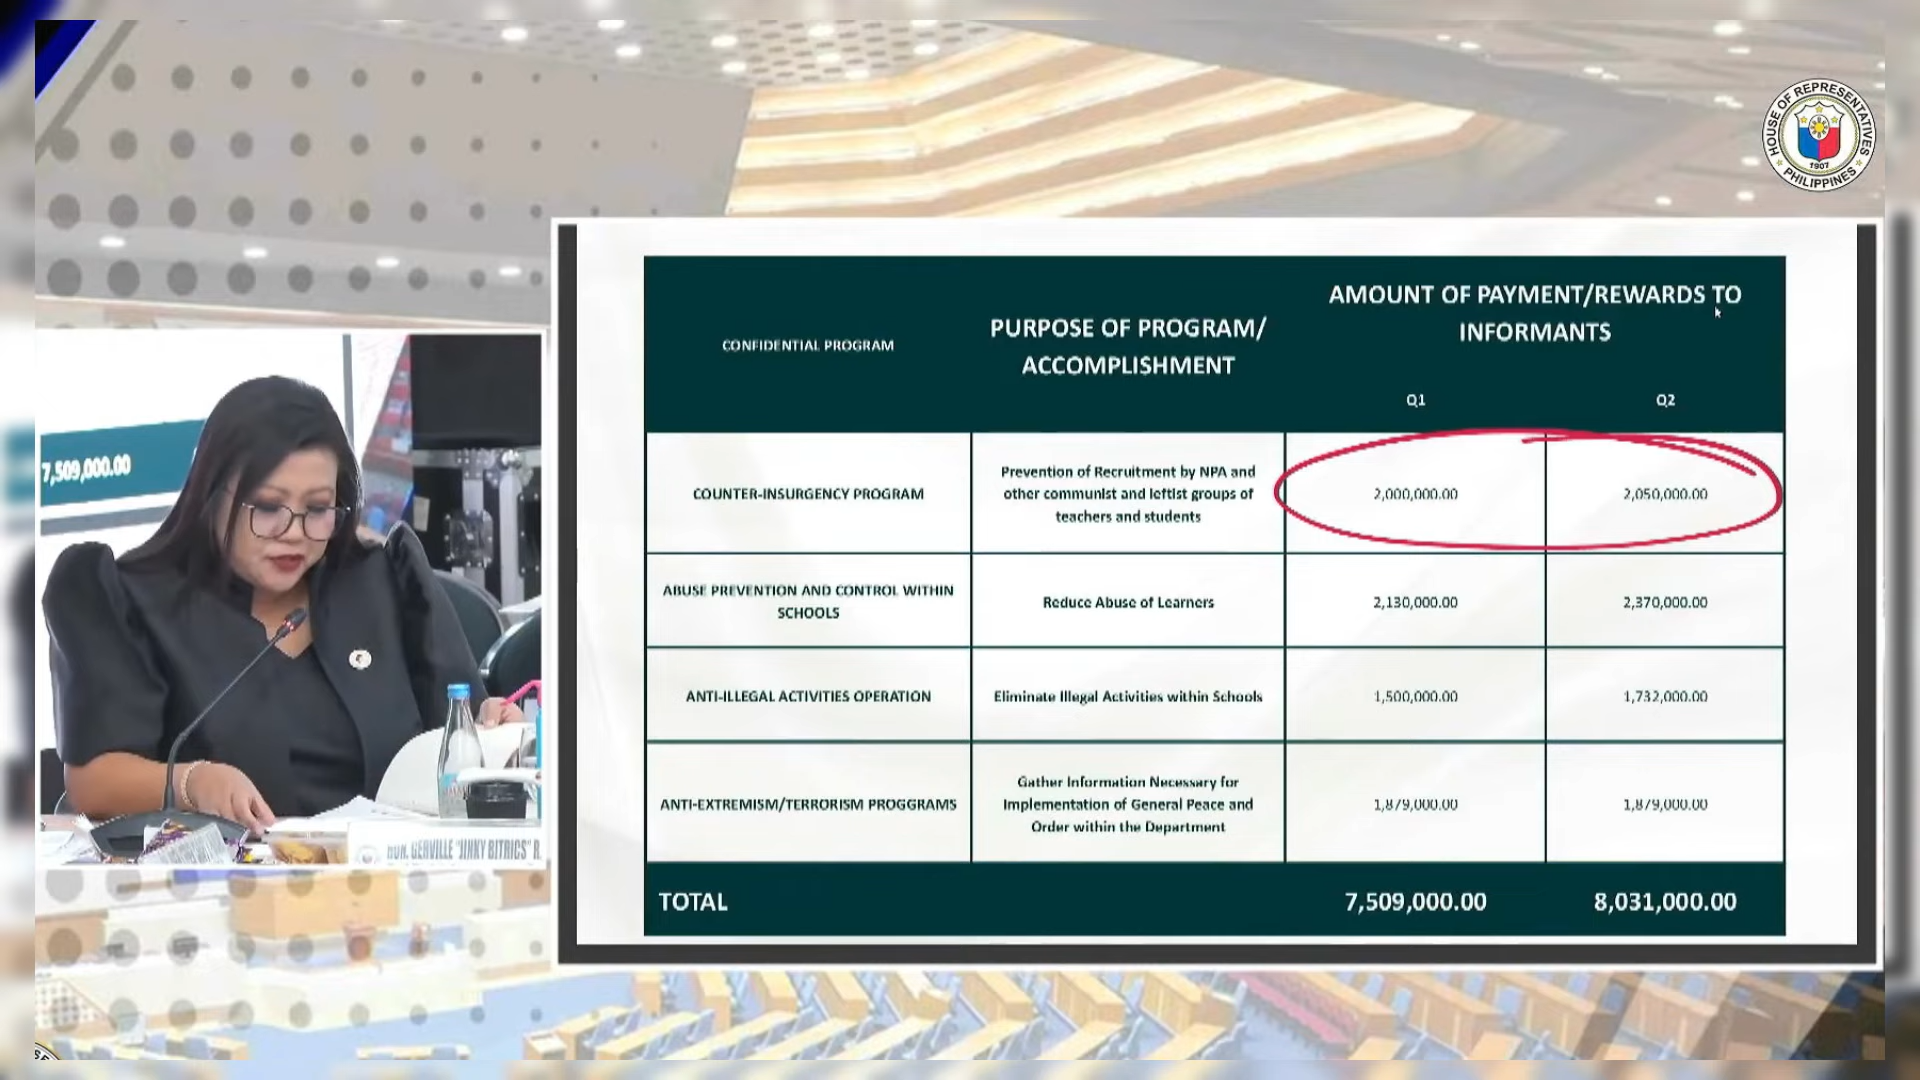 HOUSE OF REPRESENTATIVES
1907
PHILIPPINES
CONFIDENTIAL PROGRAM
PURPOSE OF PROGRAM/
ACCOMPLISHMENT
AMOUNT OF PAYMENT/REWARDS TO
INFORMANTS
Q1
Q2
COUNTER-INSURGENCY PROGRAM
Prevention of Recruitment by NPA and
other communist and leftist groups of
teachers and students
2,000,000.00
2,050,000.00
ABUSE PREVENTION AND CONTROL WITHIN
SCHOOLS
Reduce Abuse of Learners
2,130,000.00
2,370,000.00
ANTI-ILLEGAL ACTIVITIES OPERATION
Eliminate Illegal Activities within Schools
1,500,000.00
1,732,000.00
ANTI-EXTREMISM/TERRORISM PROGGRAMS
Gather Information Necessary for
Implementation of General Peace and
Order within the Department
1,879,000.00
1,879,000.00
TOTAL
7,509,000.00
8,031,000.00
7,509,000.00
HON. GERVILLE "JINKY BITRICS" R.